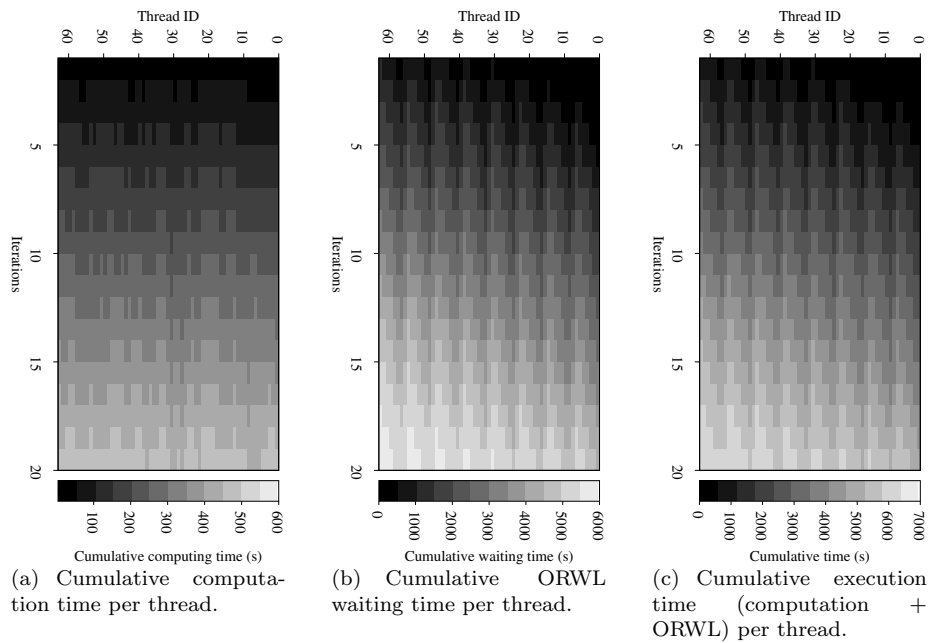 Thread ID
60 50 40 30 20 10 0
Thread ID
60 50 40 30 20 10 0
Thread ID
60 50 40 30 20 10 0
5
10
15
20
Iterations
5
10
15
20
Iterations
5
10
15
20
Iterations
100 200 300 400 500 600
Cumulative computing time (s)
0 1000 2000 3000 4000 5000 6000
Cumulative waiting time (s)
0 1000 2000 3000 4000 5000 6000 7000
Cumulative time (s)
(a) Cumulative computa-
tion time per thread.
(b) Cumulative ORWL
waiting time per thread.
(c) Cumulative execution
time (computation +
ORWL) per thread.